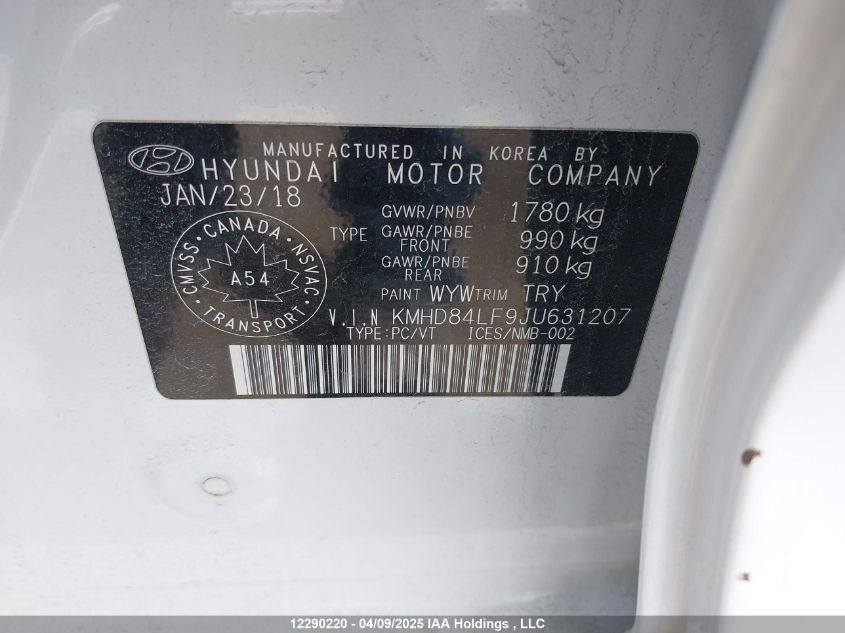 MANUFACTURED IN KOREA BY
HYUNDAI MOTOR COMPANY
JAN/23/18
GVWR/PNBV 1780 kg
TYPE GAWR/PNBE FRONT 990 kg
GAWR/PNBE REAR 910 kg
CMVSS · CANADA · NSVAC
A54
· TRANSPORT ·
PAINT WYW TRIM TRY
V.I.N KMHD84LF9JU631207
TYPE:PC/VT ICES/NMB-002
12290220 - 04/09/2025 IAA Holdings , LLC